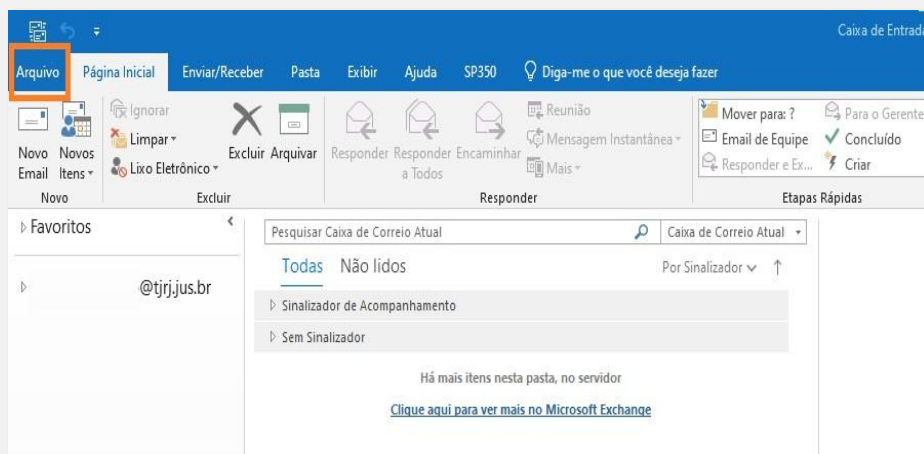 Caixa de Entrada
Arquivo Página Inicial Enviar/Receber Pasta Exibir Ajuda SP350 Diga-me o que você deseja fazer
Novo Email
Novos Itens
Ignorar
Limpar
Lixo Eletrônico
Excluir
Arquivar
Responder
Responder a Todos
Encaminhar
Reunião
Mensagem Instantânea
Mais
Mover para: ?
Email de Equipe
Responder e Ex...
Para o Gerente
Concluído
Criar
Novo Excluir Responder Etapas Rápidas
Favoritos
@tjrj.jus.br
Pesquisar Caixa de Correio Atual Caixa de Correio Atual
Todas Não lidos Por Sinalizador
Sinalizador de Acompanhamento
Sem Sinalizador
Há mais itens nesta pasta, no servidor
Clique aqui para ver mais no Microsoft Exchange